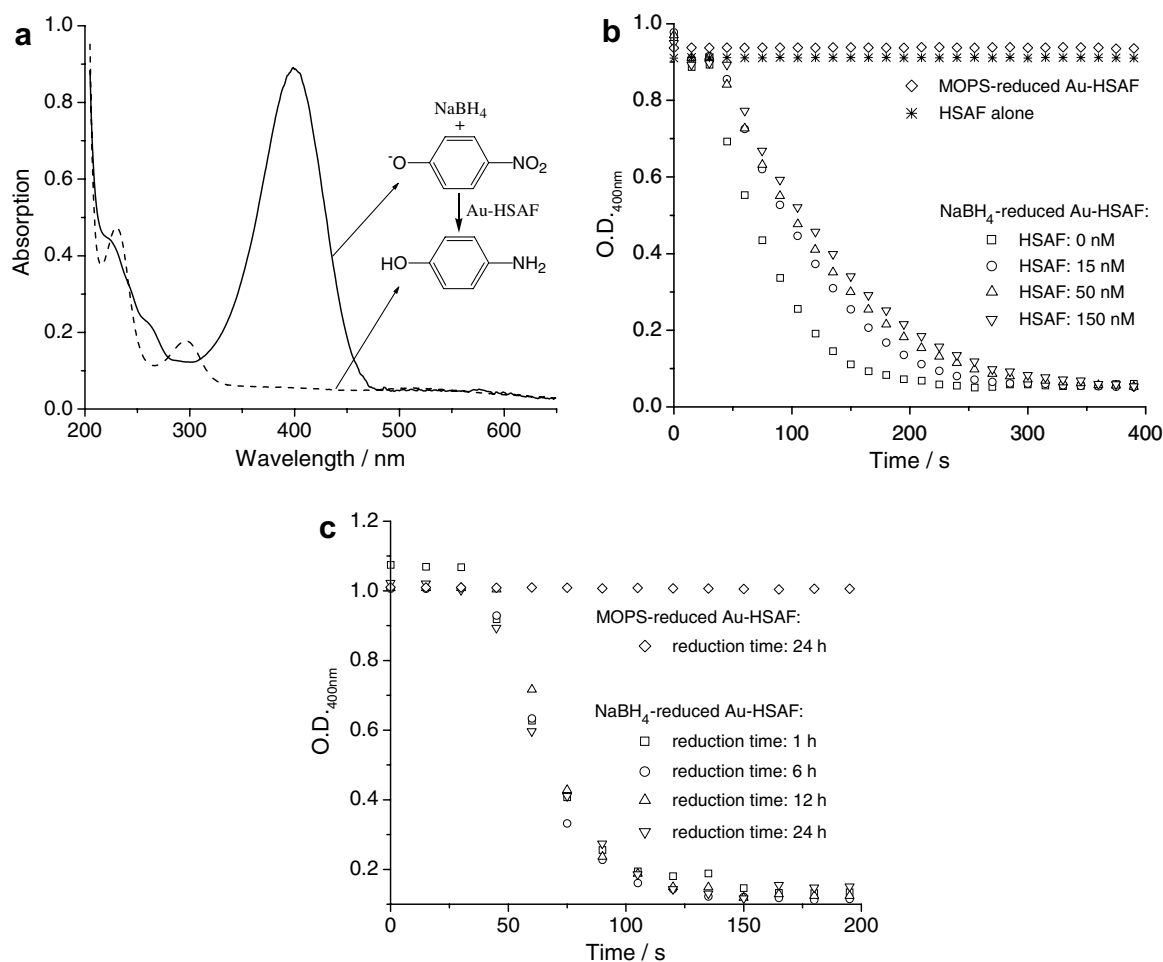 a
1.0
0.8
0.6
0.4
0.2
0.0
Absorption
200 300 400 500 600
Wavelength / nm
NaBH4
+
-O NO2
Au-HSAF
HO NH2
b
1.0
0.8
0.6
0.4
0.2
0.0
O.D.400nm
0 100 200 300 400
Time / s
MOPS-reduced Au-HSAF
HSAF alone
NaBH4-reduced Au-HSAF:
HSAF: 0 nM
HSAF: 15 nM
HSAF: 50 nM
HSAF: 150 nM
c
1.2
1.0
0.8
0.6
0.4
0.2
O.D.400nm
0 50 100 150 200
Time / s
MOPS-reduced Au-HSAF:
reduction time: 24 h
NaBH4-reduced Au-HSAF:
reduction time: 1 h
reduction time: 6 h
reduction time: 12 h
reduction time: 24 h